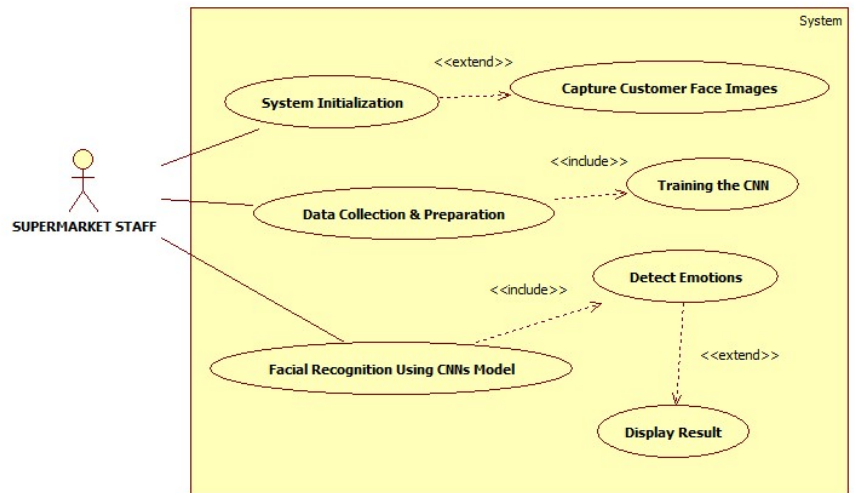 System
<<extend>>
System Initialization
Capture Customer Face Images
<<include>>
Training the CNN
Data Collection & Preparation
SUPERMARKET STAFF
Detect Emotions
<<include>>
<<extend>>
Facial Recognition Using CNNs Model
Display Result